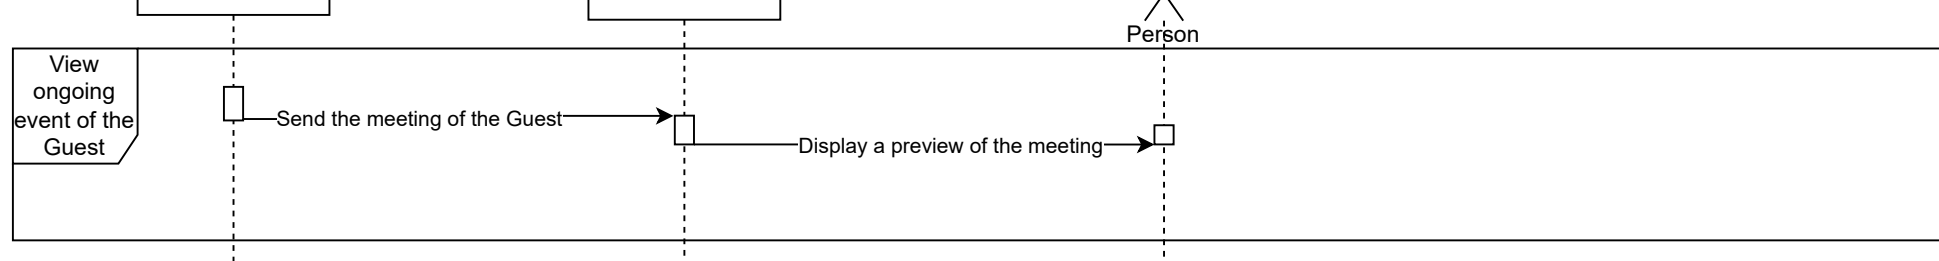 Person
View
ongoing
event of the
Guest
Send the meeting of the Guest
Display a preview of the meeting